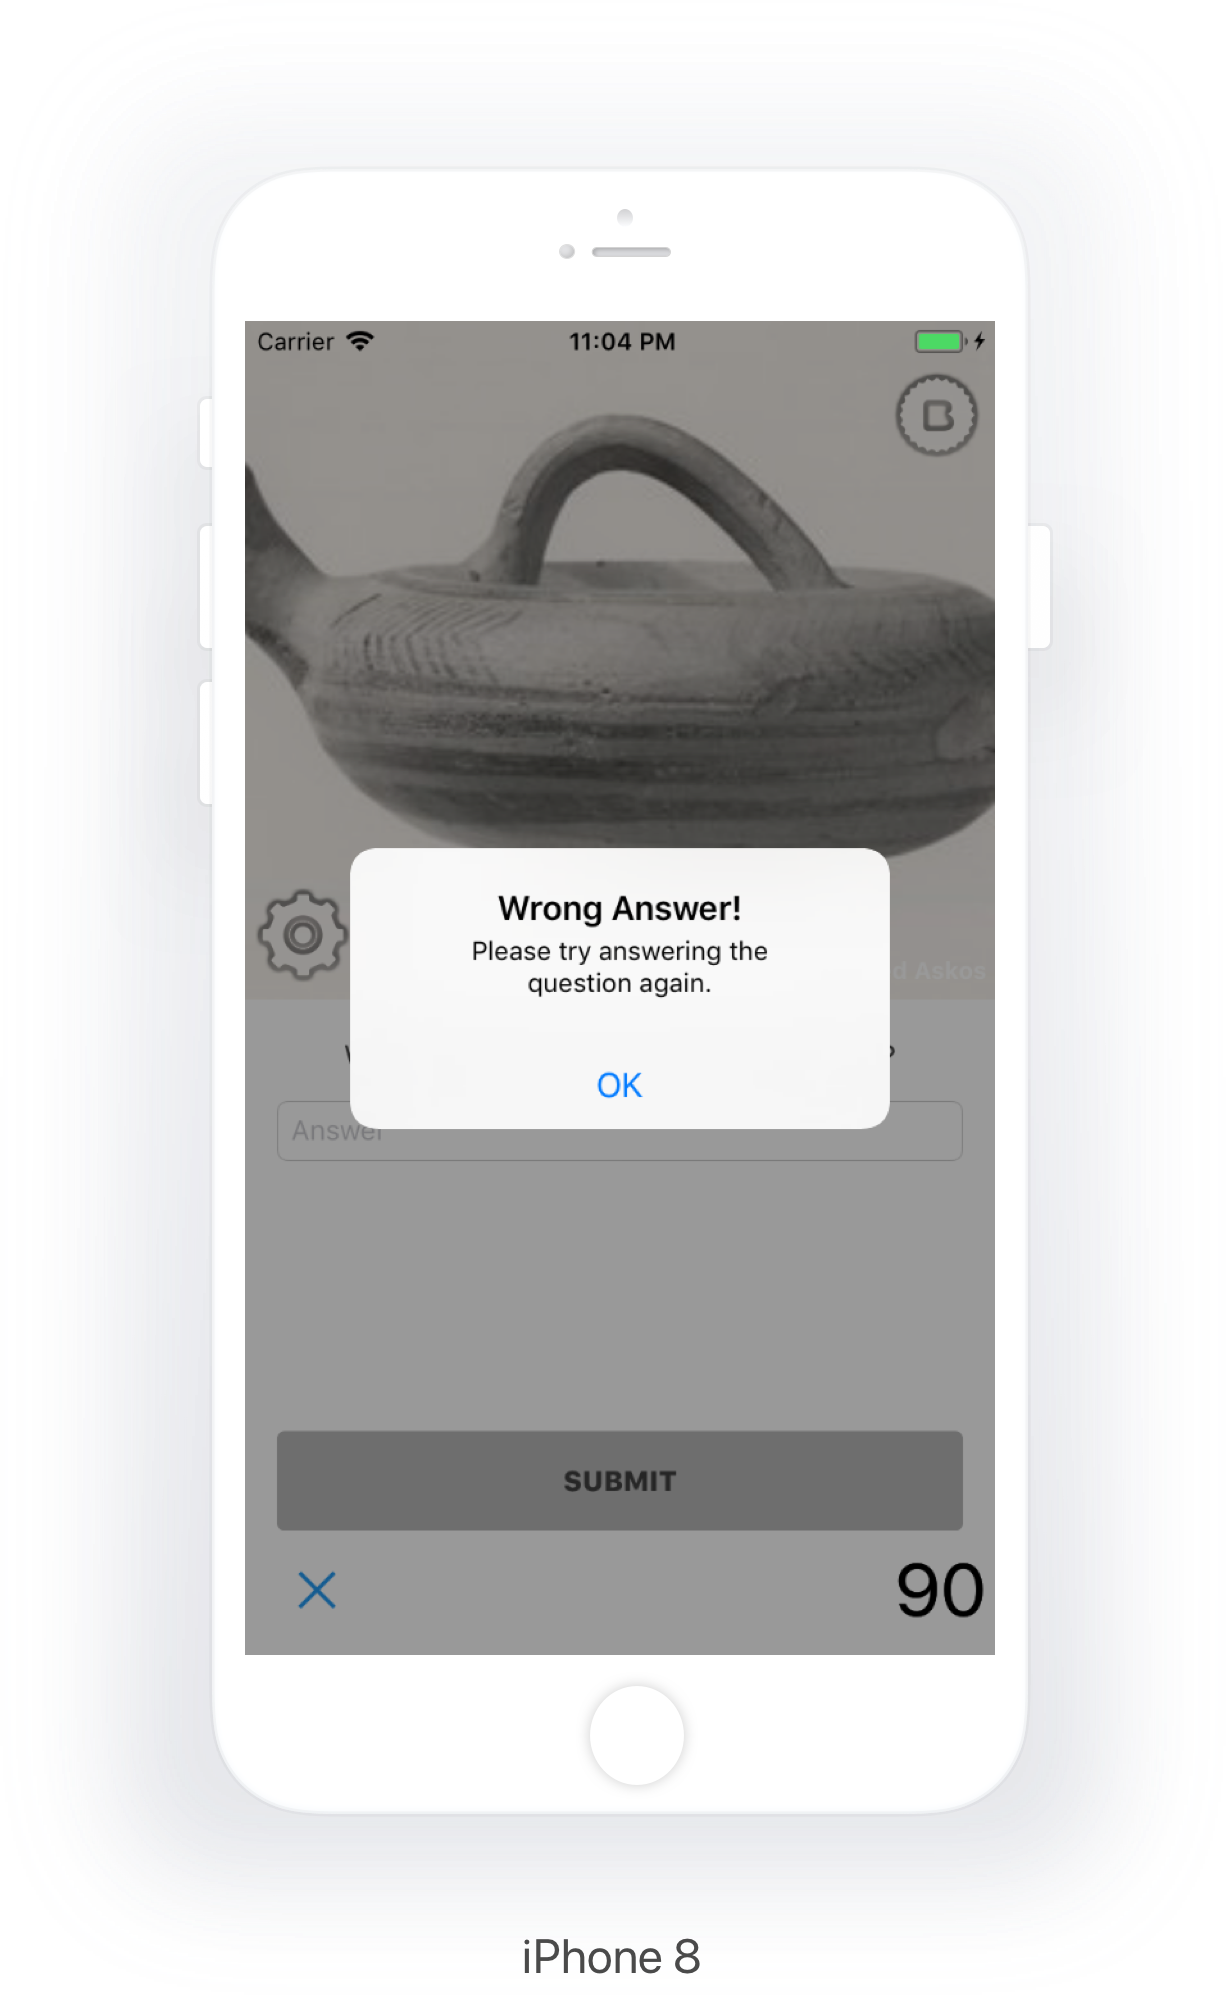 Carrier
11:04 PM
B
Wrong Answer!
Please try answering the
question again.
Askos
?
OK
Answer
SUBMIT
90
iPhone 8